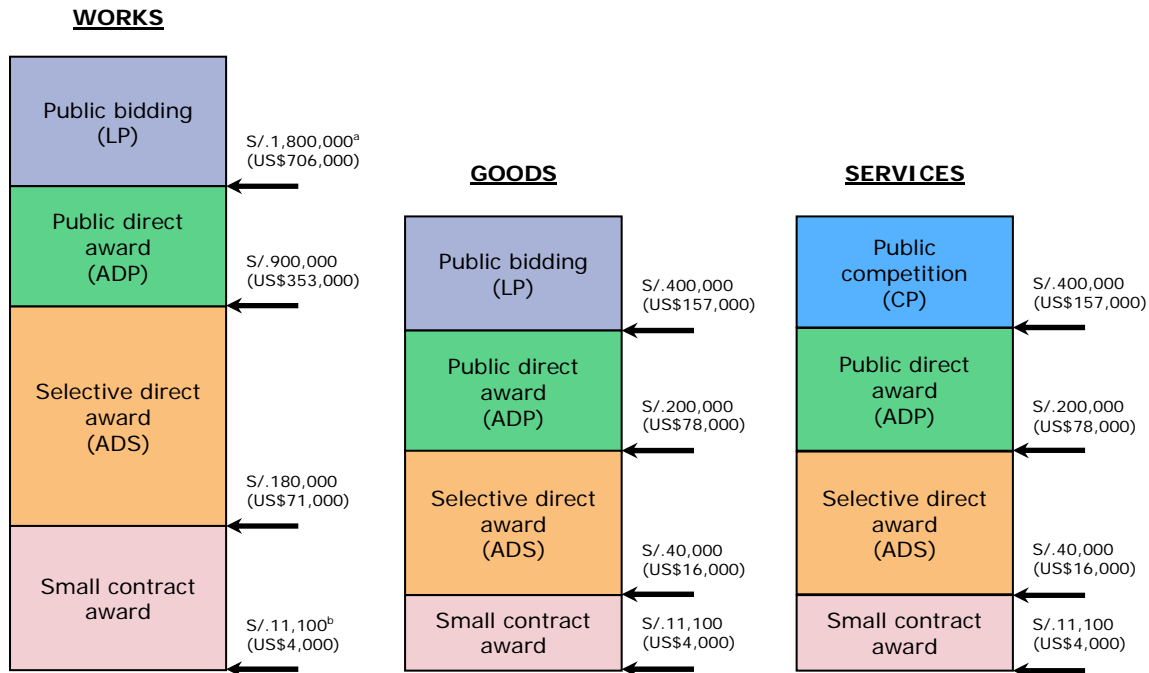 WORKS
Public bidding
(LP)
S/.1,800,000ᵃ
(US$706,000)
Public direct
award
(ADP)
S/.900,000
(US$353,000)
Selective direct
award
(ADS)
S/.180,000
(US$71,000)
Small contract
award
S/.11,100ᵇ
(US$4,000)
GOODS
Public bidding
(LP)
S/.400,000
(US$157,000)
Public direct
award
(ADP)
S/.200,000
(US$78,000)
Selective direct
award
(ADS)
S/.40,000
(US$16,000)
Small contract
award
S/.11,100
(US$4,000)
SERVICES
Public
competition
(CP)
S/.400,000
(US$157,000)
Public direct
award
(ADP)
S/.200,000
(US$78,000)
Selective direct
award
(ADS)
S/.40,000
(US$16,000)
Small contract
award
S/.11,100
(US$4,000)